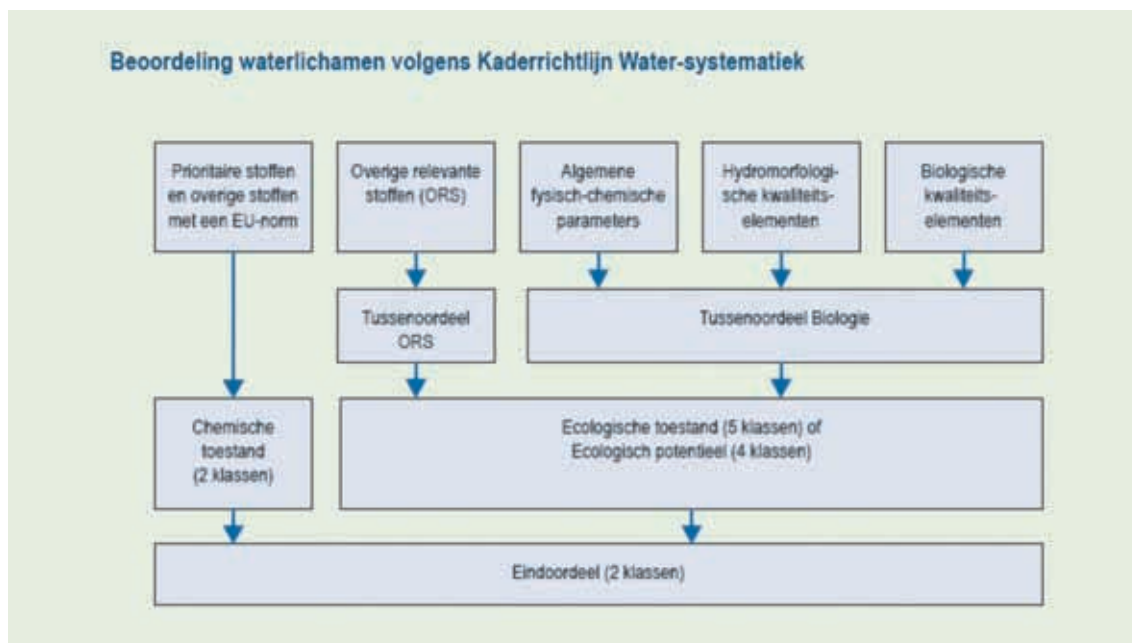 Beoordeling waterlichamen volgens Kaderrichtlijn Water-systematiek
Prioritaire stoffen
en overige stoffen
met een EU-norm
Overige relevante
stoffen (ORS)
Algemene
fysisch-chemische
parameters
Hydromorfologi-
sche kwaliteits-
elementen
Biologische
kwaliteits-
elementen
Tussenoordeel
ORS
Tussenoordeel Biologie
Chemische
toestand
(2 klassen)
Ecologische toestand (5 klassen) of
Ecologisch potentieel (4 klassen)
Eindoordeel (2 klassen)